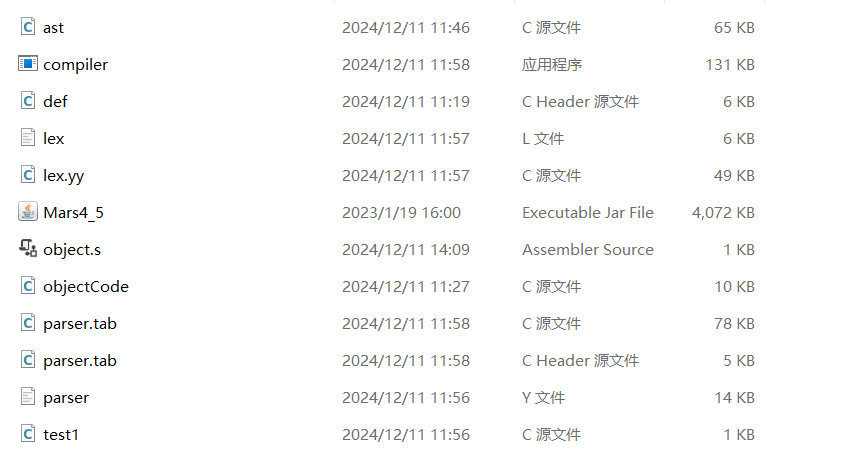 ast 2024/12/11 11:46 C 源文件 65 KB
compiler 2024/12/11 11:58 应用程序 131 KB
def 2024/12/11 11:19 C Header 源文件 6 KB
lex 2024/12/11 11:57 L 文件 6 KB
lex.yy 2024/12/11 11:57 C 源文件 49 KB
Mars4_5 2023/1/19 16:00 Executable Jar File 4,072 KB
object.s 2024/12/11 14:09 Assembler Source 1 KB
objectCode 2024/12/11 11:27 C 源文件 10 KB
parser.tab 2024/12/11 11:58 C 源文件 78 KB
parser.tab 2024/12/11 11:58 C Header 源文件 5 KB
parser 2024/12/11 11:56 Y 文件 14 KB
test1 2024/12/11 11:56 C 源文件 1 KB